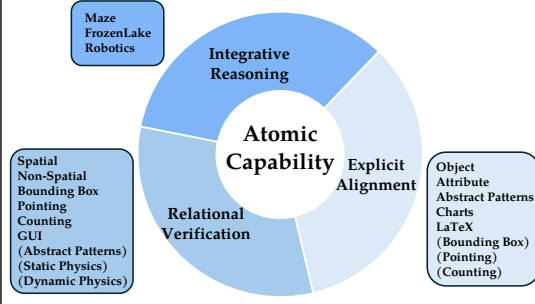 Maze
FrozenLake
Robotics
Integrative
Reasoning
Atomic
Capability
Explicit
Alignment
Relational
Verification
Spatial
Non-Spatial
Bounding Box
Pointing
Counting
GUI
(Abstract Patterns)
(Static Physics)
(Dynamic Physics)
Object
Attribute
Abstract Patterns
Charts
LaTeX
(Bounding Box)
(Pointing)
(Counting)